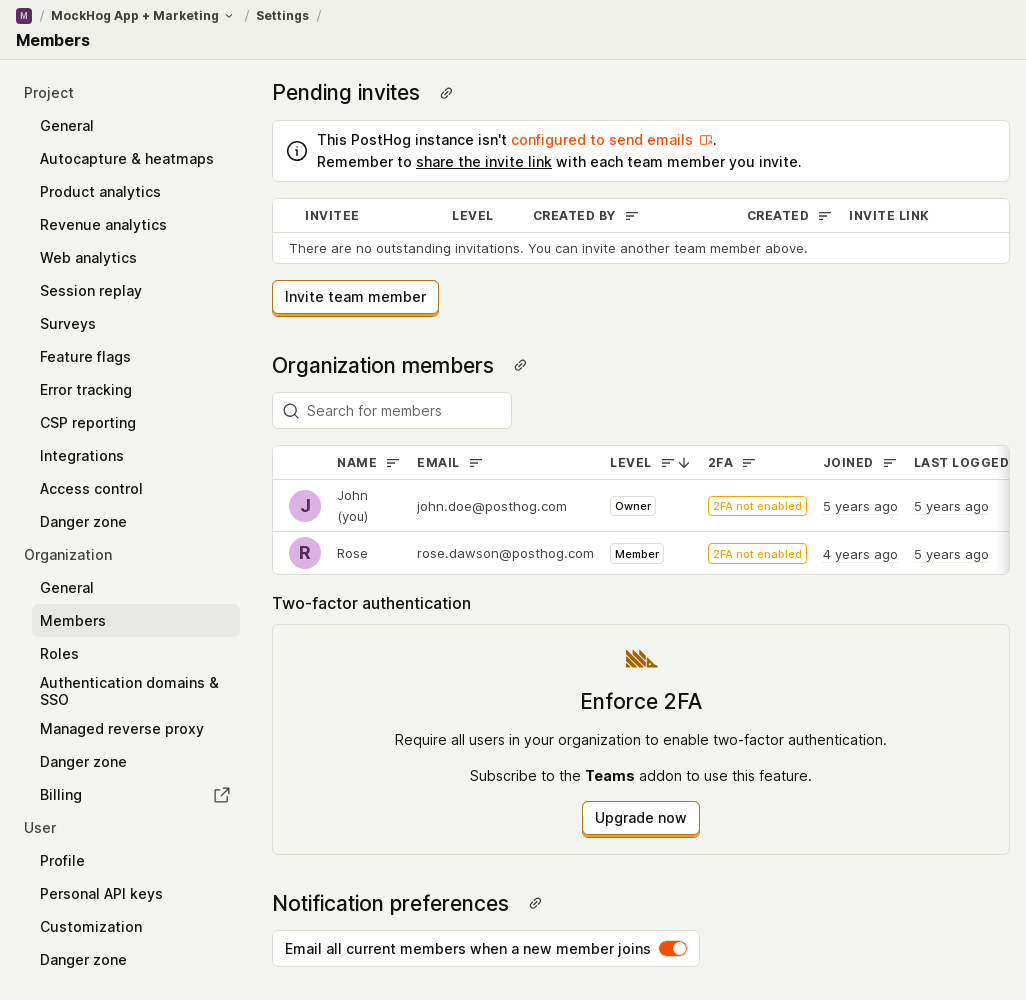 M / MockHog App + Marketing / Settings /
Members
Project
General
Autocapture & heatmaps
Product analytics
Revenue analytics
Web analytics
Session replay
Surveys
Feature flags
Error tracking
CSP reporting
Integrations
Access control
Danger zone
Organization
General
Members
Roles
Authentication domains &
SSO
Managed reverse proxy
Danger zone
Billing
User
Profile
Personal API keys
Customization
Danger zone
Pending invites
This PostHog instance isn't configured to send emails .
Remember to share the invite link with each team member you invite.
INVITEE LEVEL CREATED BY CREATED INVITE LINK
There are no outstanding invitations. You can invite another team member above.
Invite team member
Organization members
Search for members
NAME EMAIL LEVEL 2FA JOINED LAST LOGGED
J John (you) john.doe@posthog.com Owner 2FA not enabled 5 years ago 5 years ago
R Rose rose.dawson@posthog.com Member 2FA not enabled 4 years ago 5 years ago
Two-factor authentication
Enforce 2FA
Require all users in your organization to enable two-factor authentication.
Subscribe to the Teams addon to use this feature.
Upgrade now
Notification preferences
Email all current members when a new member joins